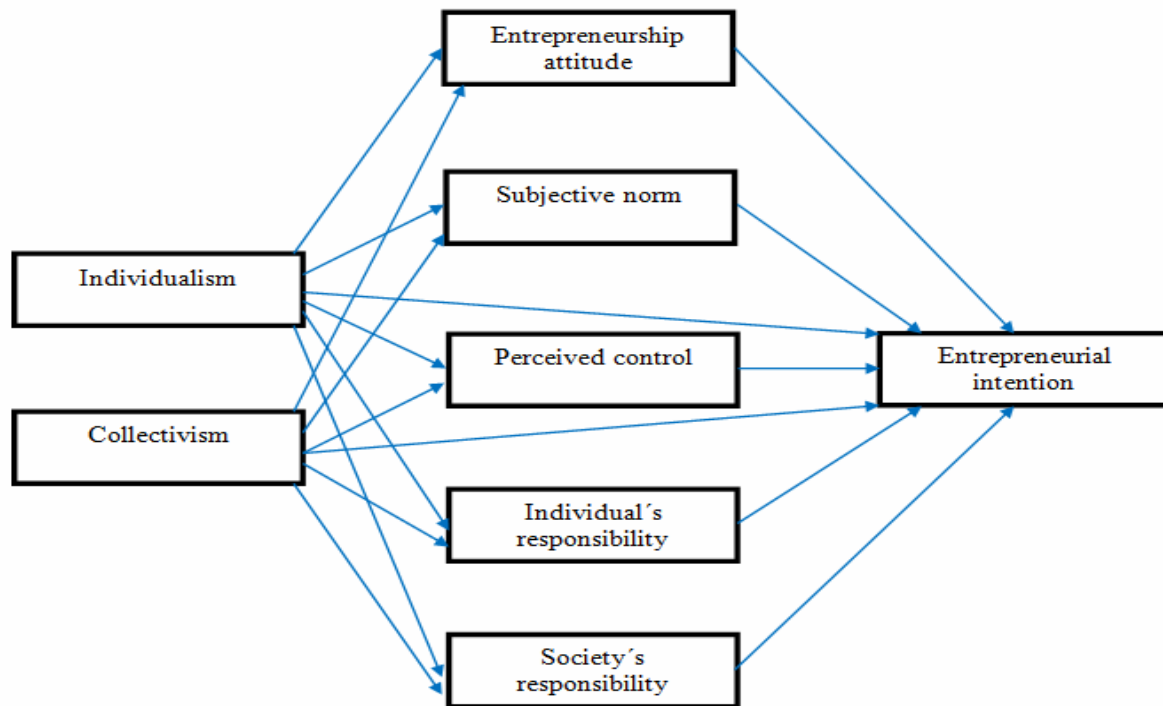 Entrepreneurship
attitude
Subjective norm
Individualism
Perceived control
Entrepreneurial
intention
Collectivism
Individual´s
responsibility
Society´s
responsibility